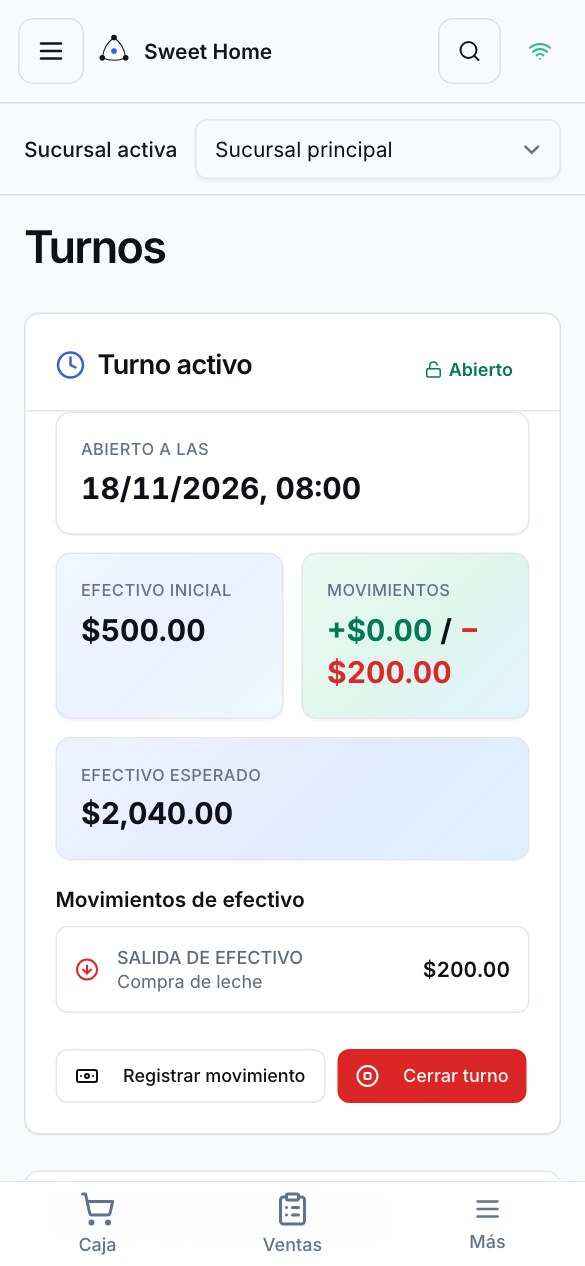 Sweet Home
Sucursal activa
Sucursal principal
Turnos
Turno activo
Abierto
ABIERTO A LAS
18/11/2026, 08:00
EFECTIVO INICIAL
$500.00
MOVIMIENTOS
+$0.00 / −
$200.00
EFECTIVO ESPERADO
$2,040.00
Movimientos de efectivo
SALIDA DE EFECTIVO
Compra de leche
$200.00
Registrar movimiento
Cerrar turno
Caja
Ventas
Más